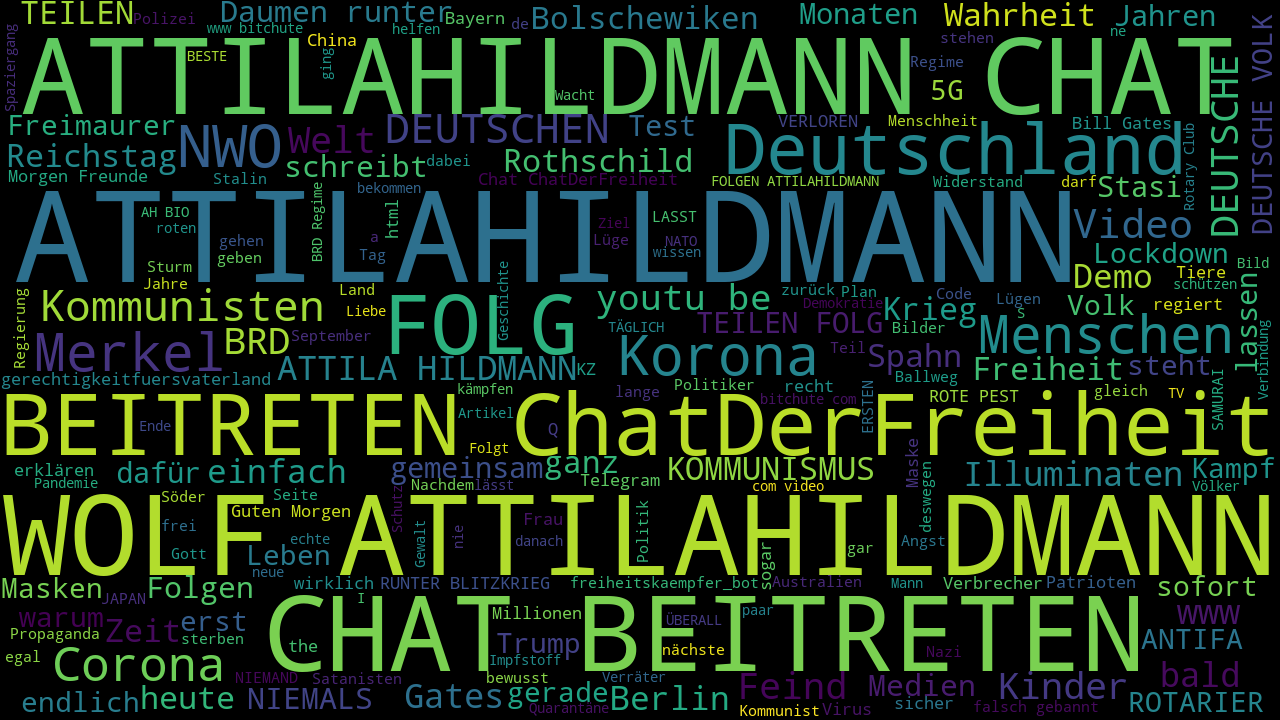 TEILEN Polizei Daumen runter Bayern de Bolschewiken Monaten Wahrheit Jahren
www bitchute helfen ne
Spaziergang BESTE China ging stehen DEUTSCHE VOLK
ATTILAHILDMANN CHAT
Regime DEUTSCHE
Wacht 5G
Freimaurer NWO Welt DEUTSCHEN Test VERLOREN Menschheit Bill Gates
Reichstag schreibt dabei Rothschild Deutschland Rotary Club
Morgen Freunde Stalin bekommen Chat ChatDerFreiheit FOLGEN ATTILAHILDMANN Widerstand darf Stasi
ATTILAHILDMANN
AH BIO roten BRD Regime html Ziel LASST Video
gehen a Lüge NATO
geben Tag wissen Lockdown
Sturm Geschichte Demo Tiere Bild
Jahre Land youtu be zurück Plan Code Lügen schützen
Regierung Kommunisten Liebe FOLG Demokratie Krieg S Volk regiert lassen
BRD September TÄGLICH TEILEN FOLG Bilder Menschen Verbindung
Merkel Korona Teil Spahn Freiheit steht
gerechtigkeitfuersvaterland ATTILA HILDMANN KZ Ballweg
kämpfen lange Politiker recht ERSTEN ROTE PEST gleich TV SAMURAI
bitchute com
BEITRETEN ChatDerFreiheit
Artikel Ende Q
Folgt Maske
erklären dafür einfach gemeinsam ganz KOMMUNISMUS Illuminaten Kampf
Pandemie Nachdem lässt Telegram com video deswegen Völker
Söder Seite Schutz
Guten Morgen
WOLF ATTILAHILDMANN
frei echte Gewalt nie Frau Politik gar Angst
Gott Leben danach sogar
neue
Masken Folgen wirklich RUNTER BLITZKRIEG freiheitskaempfer_bot Australien Mann Verbrecher Patrioten sofort
JAPAN I
warum Zeit erst CHAT BEITRETEN Millionen paar WWW
Propaganda ÜBERALL
sterben the Trump nächste ANTIFA
egal Corona Impfstoff Nazi
NIEMAND Satanisten bewusst Verräter bald
endlich heute NIEMALS Gates gerade Berlin Feind Medien Kinder ROTARIER
Quarantäne Kommunist Virus sicher falsch gebannt